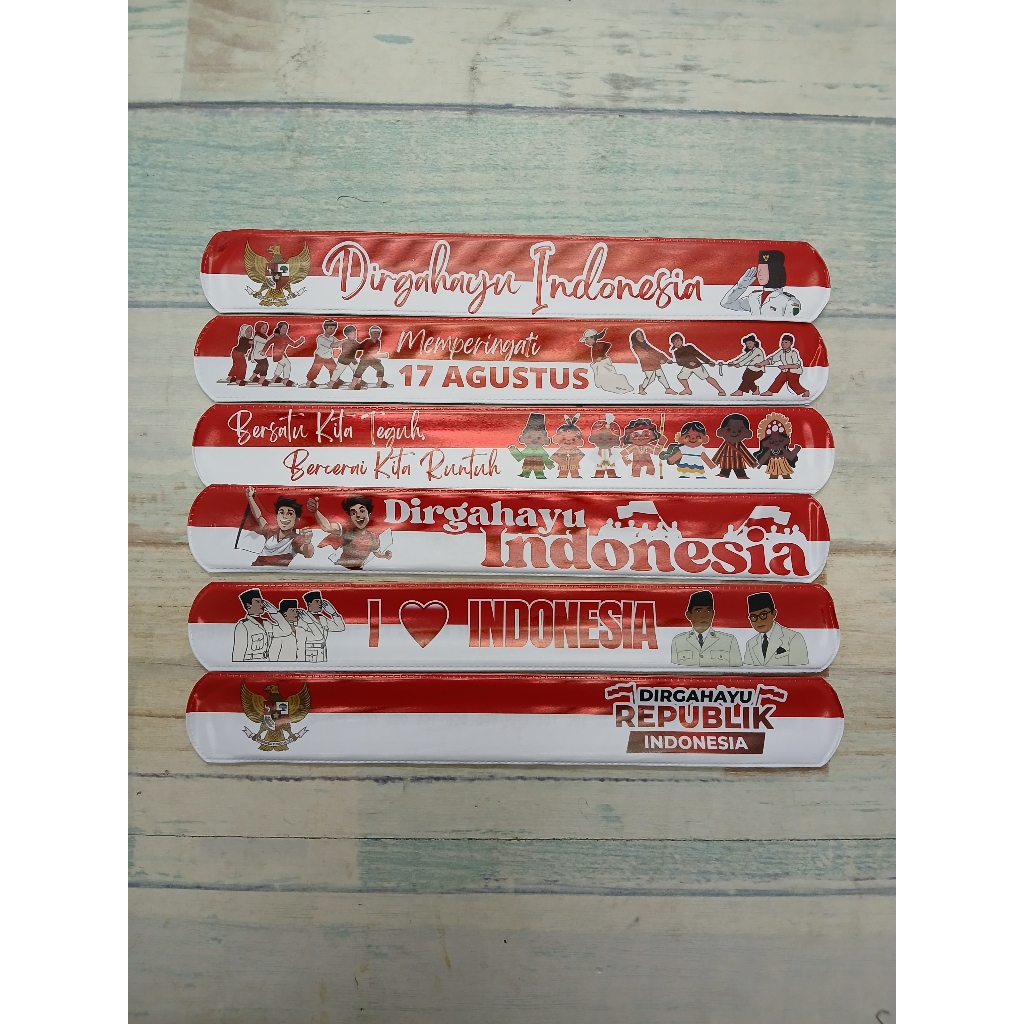 Dirgahayu Indonesia
Memperingati
17 AGUSTUS
Bersatu Kita Teguh,
Bercerai Kita Runtuh
Dirgahayu
Indonesia
I ♥ INDONESIA
DIRGAHAYU
REPUBLIK
INDONESIA